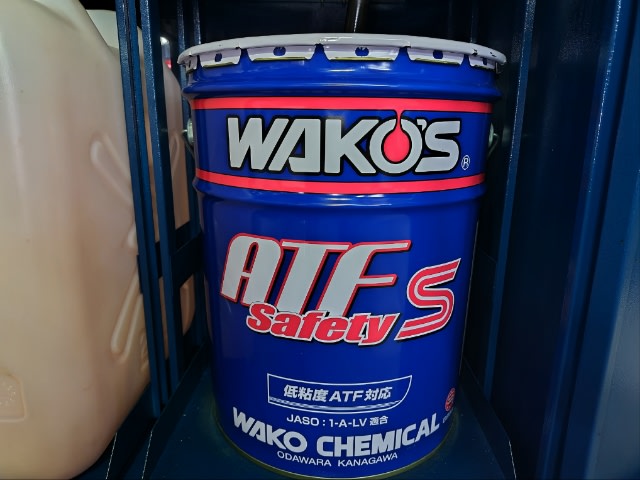 WAKO'S®
ATF
Safety S
低粘度ATF対応
JASO : 1-A-LV 適合
WAKO CHEMICAL
ODAWARA KANAGAWA